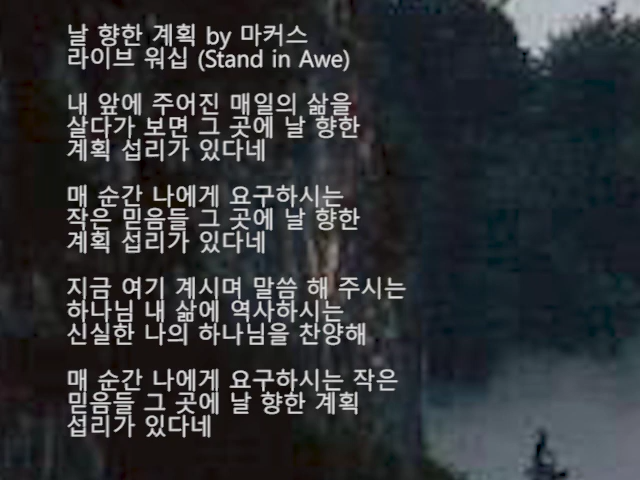 날 향한 계획 by 마커스
라이브 워십 (Stand in Awe)
내 앞에 주어진 매일의 삶을
살다가 보면 그 곳에 날 향한
계획 섭리가 있다네
매 순간 나에게 요구하시는
작은 믿음들 그 곳에 날 향한
계획 섭리가 있다네
지금 여기 계시며 말씀 해 주시는
하나님 내 삶에 역사하시는
신실한 나의 하나님을 찬양해
매 순간 나에게 요구하시는 작은
믿음들 그 곳에 날 향한 계획
섭리가 있다네